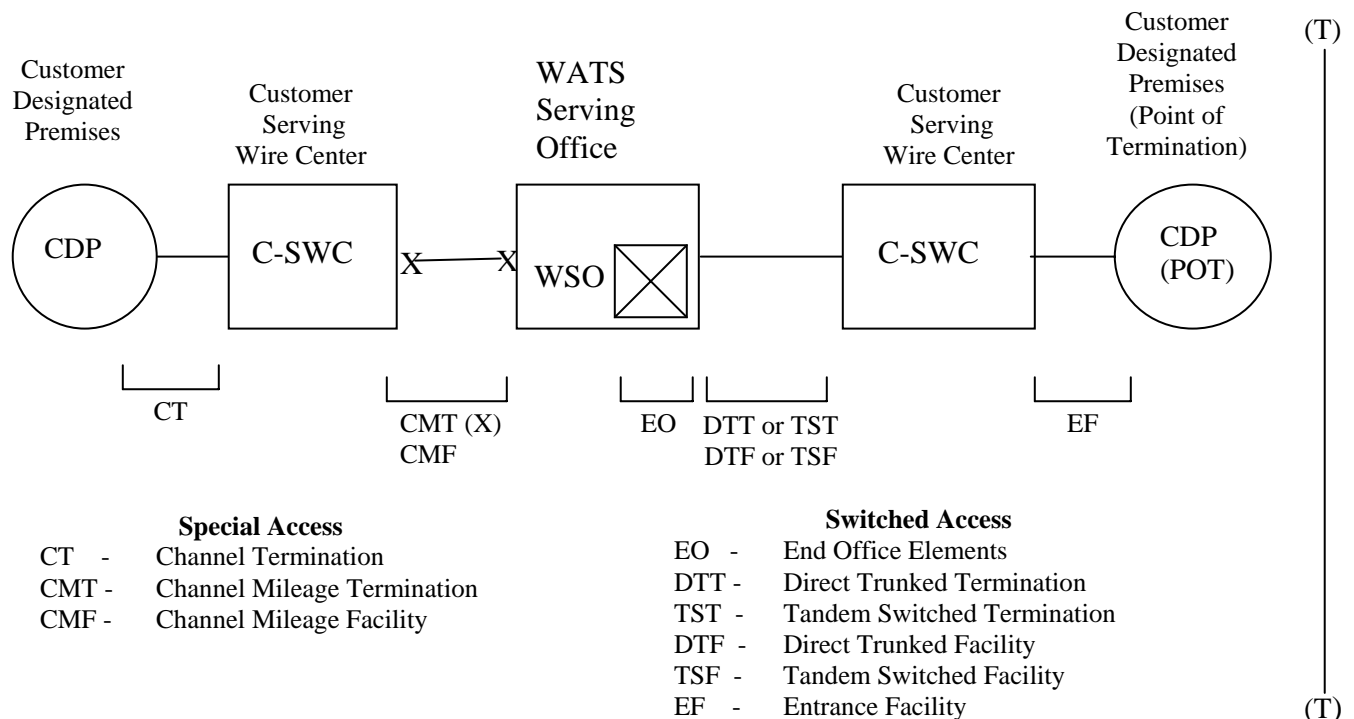 Customer
Designated
Premises
Customer
Serving
Wire Center
WATS
Serving
Office
Customer
Serving
Wire Center
Customer
Designated
Premises
(Point of
Termination)
(T)
CDP
C-SWC
X
X
WSO
C-SWC
CDP
(POT)
CT
CMT (X)
CMF
EO
DTT or TST
DTF or TSF
EF
Special Access
CT - Channel Termination
CMT - Channel Mileage Termination
CMF - Channel Mileage Facility
Switched Access
EO - End Office Elements
DTT - Direct Trunked Termination
TST - Tandem Switched Termination
DTF - Direct Trunked Facility
TSF - Tandem Switched Facility
EF - Entrance Facility
(T)